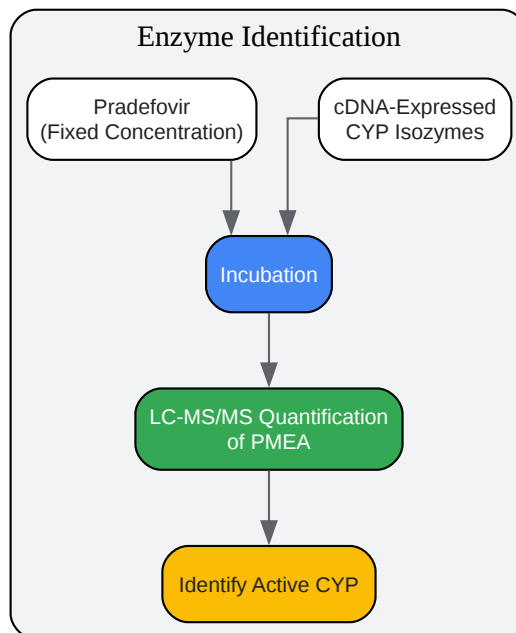 Enzyme Identification
Pradefovir
(Fixed Concentration)
cDNA-Expressed
CYP Isozymes
Incubation
LC-MS/MS Quantification
of PMEA
Identify Active CYP